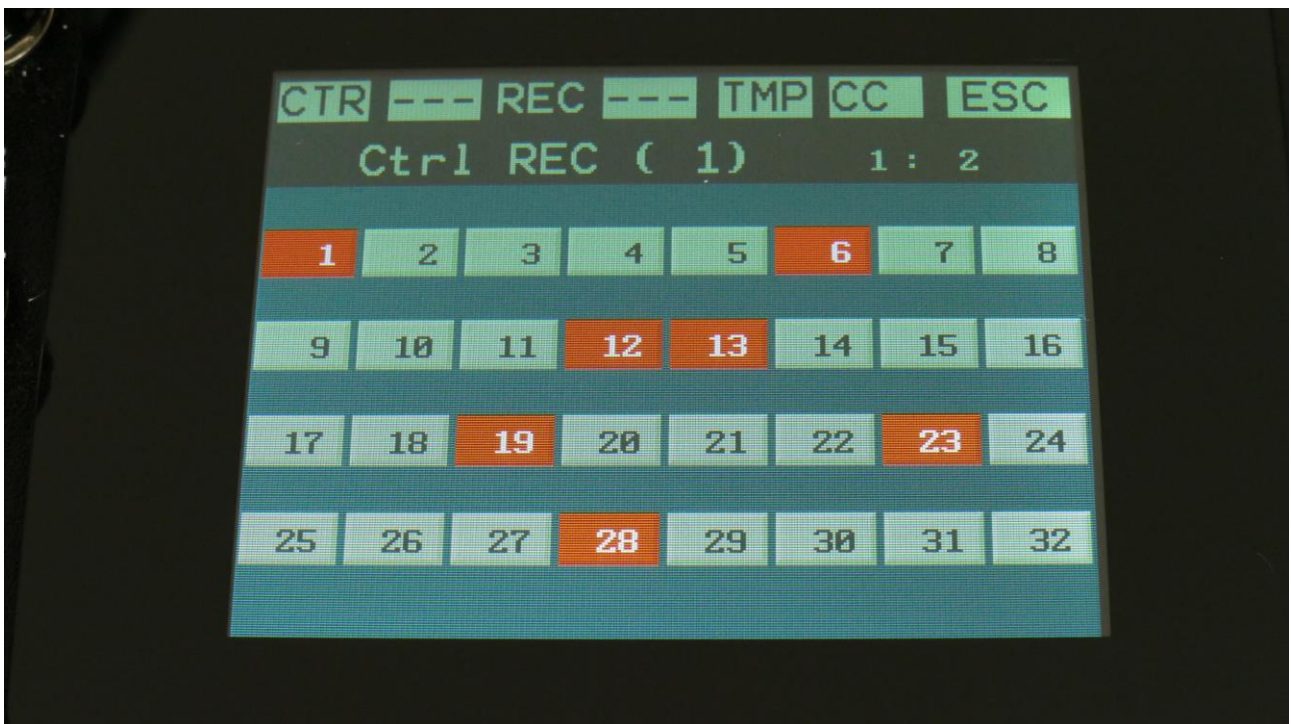 CTR --- REC --- TMP CC ESC
Ctrl REC ( 1) 1 : 2
1 2 3 4 5 6 7 8
9 10 11 12 13 14 15 16
17 18 19 20 21 22 23 24
25 26 27 28 29 30 31 32